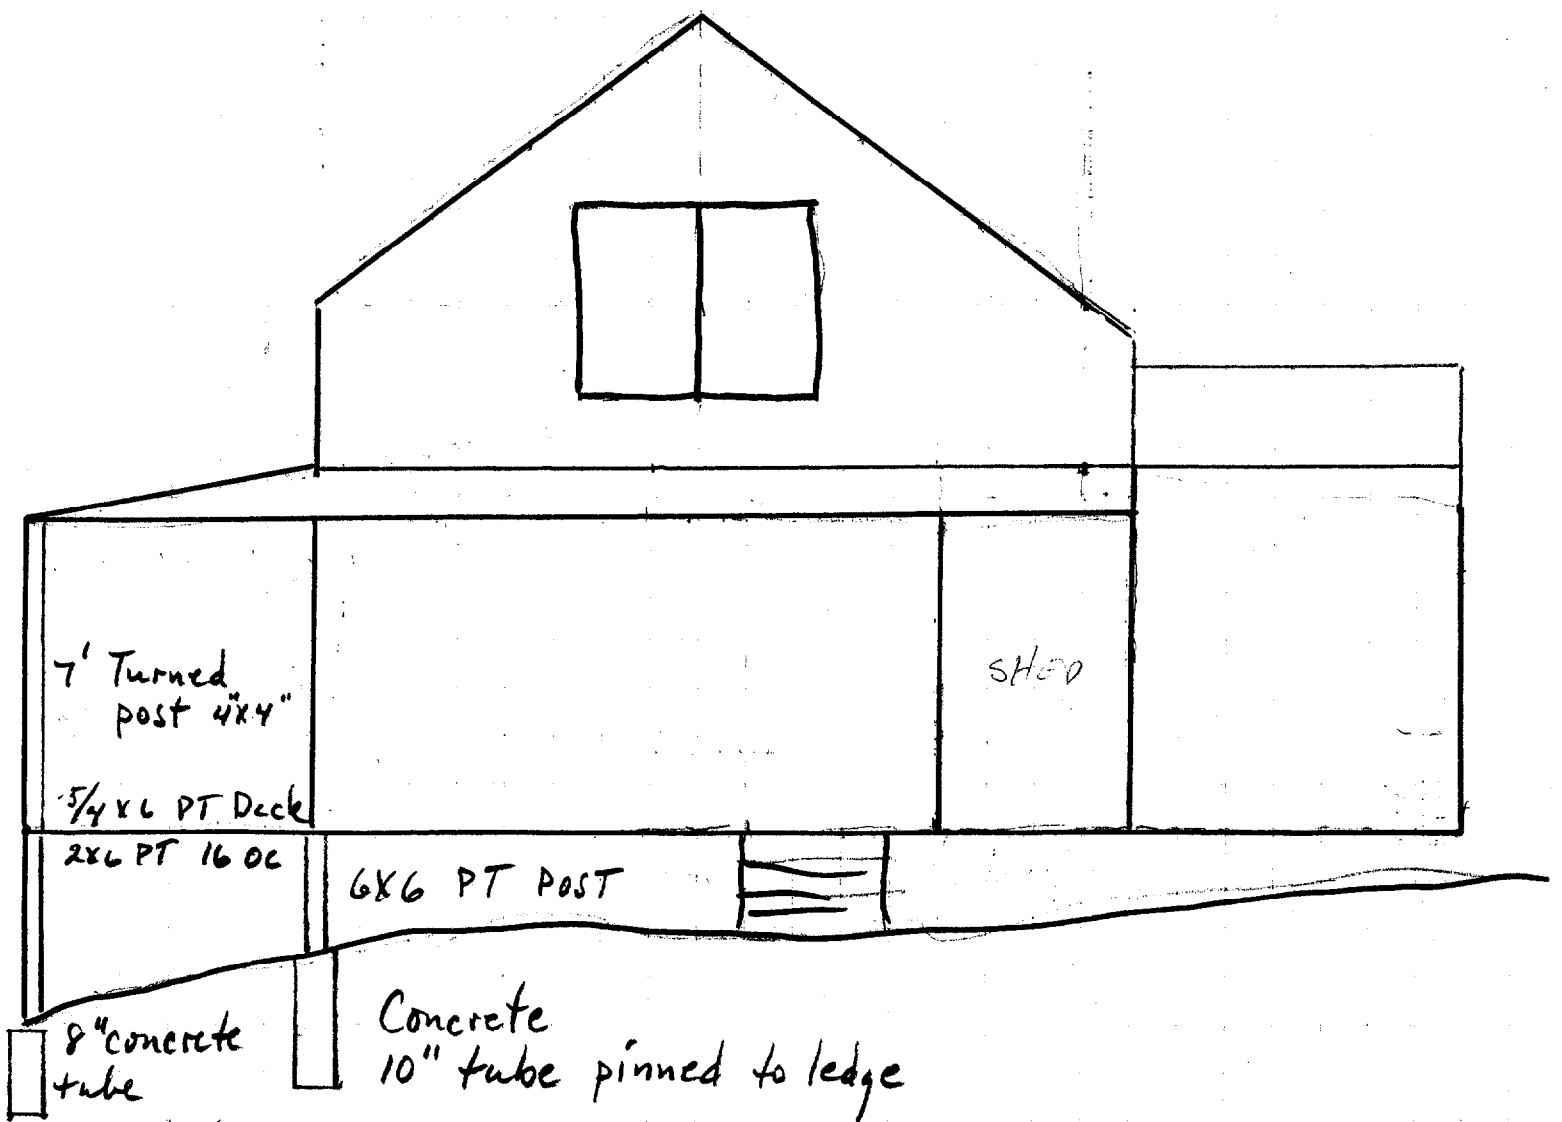 7' Turned
post 4"x4"
SHED
5/4 x 6 PT Deck
2x6 PT 16 OC
6x6 PT POST
8" concrete
tube
Concrete
10" tube pinned to ledge